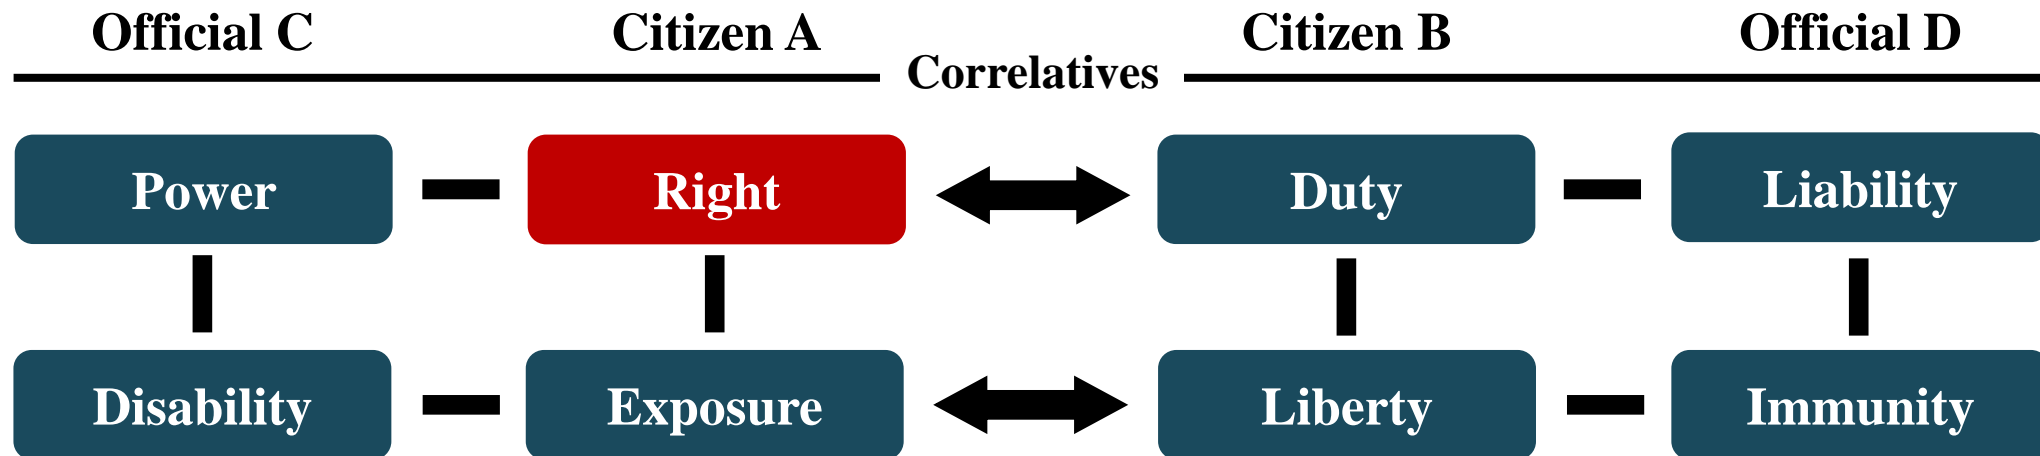 Official C Citizen A Citizen B Official D
Correlatives
Power Right Duty Liability
Disability Exposure Liberty Immunity